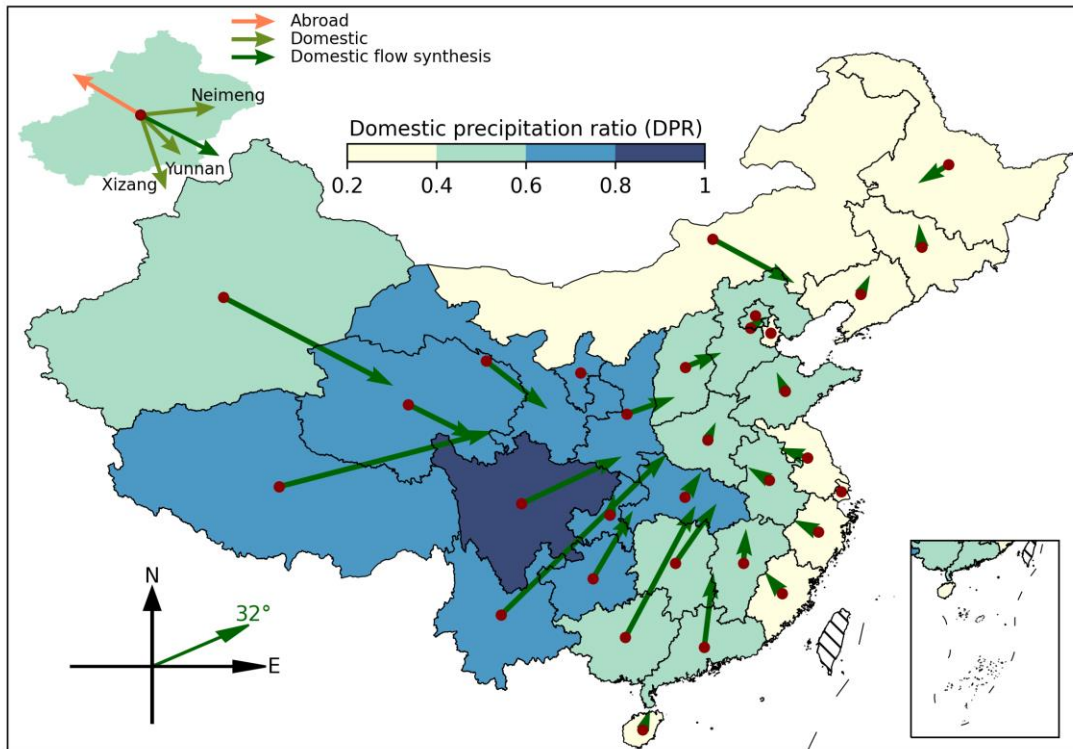 Abroad
Domestic
Domestic flow synthesis
Neimeng
Yunnan
Xizang
Domestic precipitation ratio (DPR)
0.2 0.4 0.6 0.8 1
N
32°
E